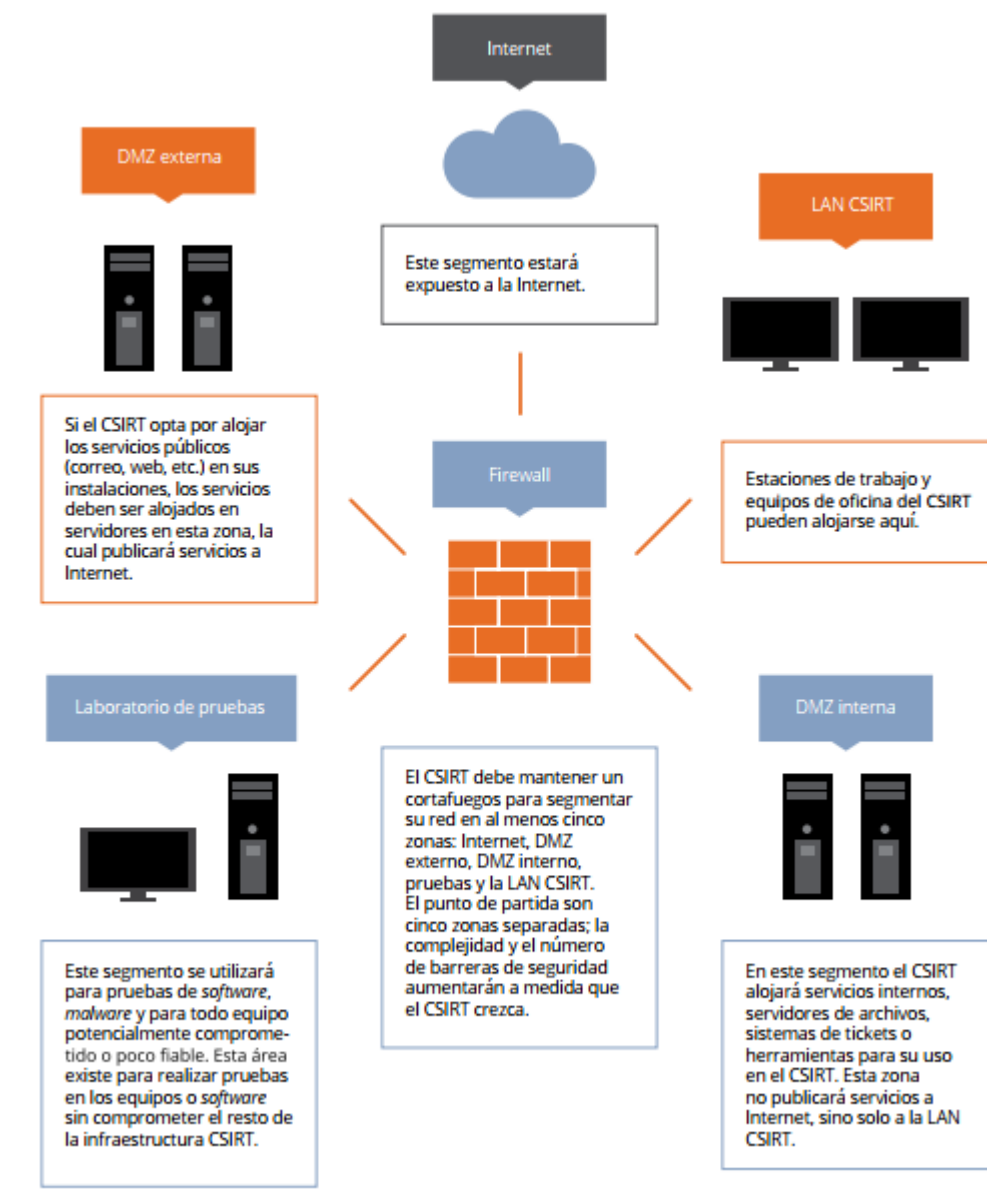 Internet
DMZ externa
LAN CSIRT
Este segmento estará
expuesto a la Internet.
Si el CSIRT opta por alojar
los servicios públicos
(correo, web, etc.) en sus
instalaciones, los servicios
deben ser alojados en
servidores en esta zona, la
cual publicará servicios a
Internet.
Firewall
Estaciones de trabajo y
equipos de oficina del CSIRT
pueden alojarse aquí.
Laboratorio de pruebas
DMZ interna
El CSIRT debe mantener un
cortafuegos para segmentar
su red en al menos cinco
zonas: Internet, DMZ
externo, DMZ interno,
pruebas y la LAN CSIRT.
El punto de partida son
cinco zonas separadas; la
complejidad y el número
de barreras de seguridad
aumentarán a medida que
el CSIRT crezca.
Este segmento se utilizará
para pruebas de software,
malware y para todo equipo
potencialmente comprome-
tido o poco fiable. Esta área
existe para realizar pruebas
en los equipos o software
sin comprometer el resto de
la infraestructura CSIRT.
En este segmento el CSIRT
alojará servicios internos,
servidores de archivos,
sistemas de tickets o
herramientas para su uso
en el CSIRT. Esta zona
no publicará servicios a
Internet, sino solo a la LAN
CSIRT.